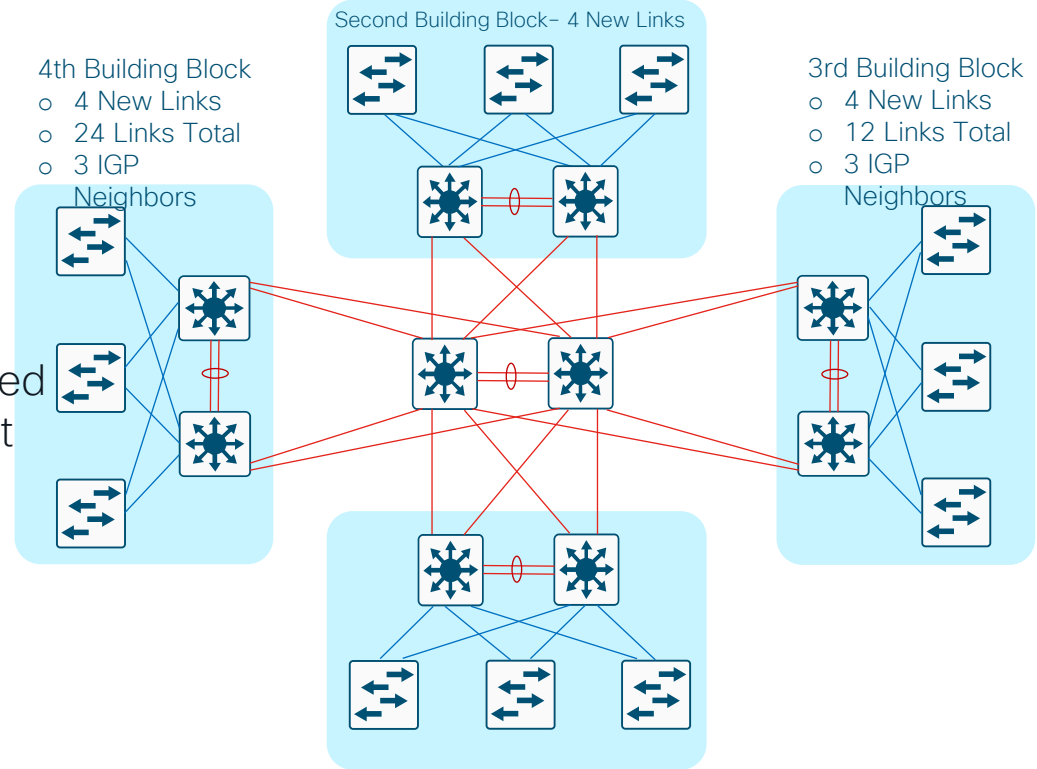 Second Building Block– 4 New Links
4th Building Block
○ 4 New Links
○ 24 Links Total
○ 3 IGP
Neighbors
3rd Building Block
○ 4 New Links
○ 12 Links Total
○ 3 IGP
Neighbors
ed
t